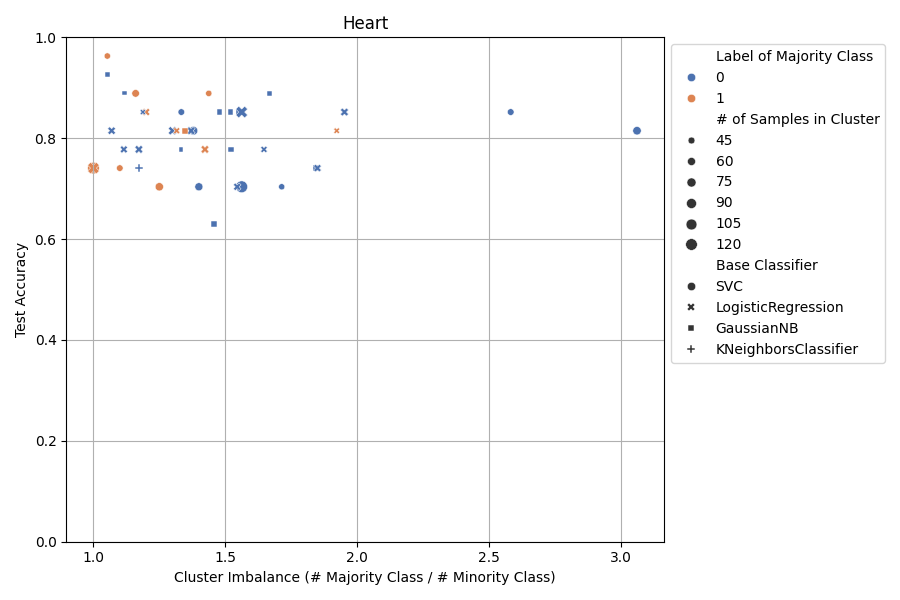 Heart
1.0
0.8
0.6
0.4
0.2
0.0
Test Accuracy
1.0 1.5 2.0 2.5 3.0
Cluster Imbalance (# Majority Class / # Minority Class)
Label of Majority Class
0
1
# of Samples in Cluster
45
60
75
90
105
120
Base Classifier
SVC
LogisticRegression
GaussianNB
KNeighborsClassifier